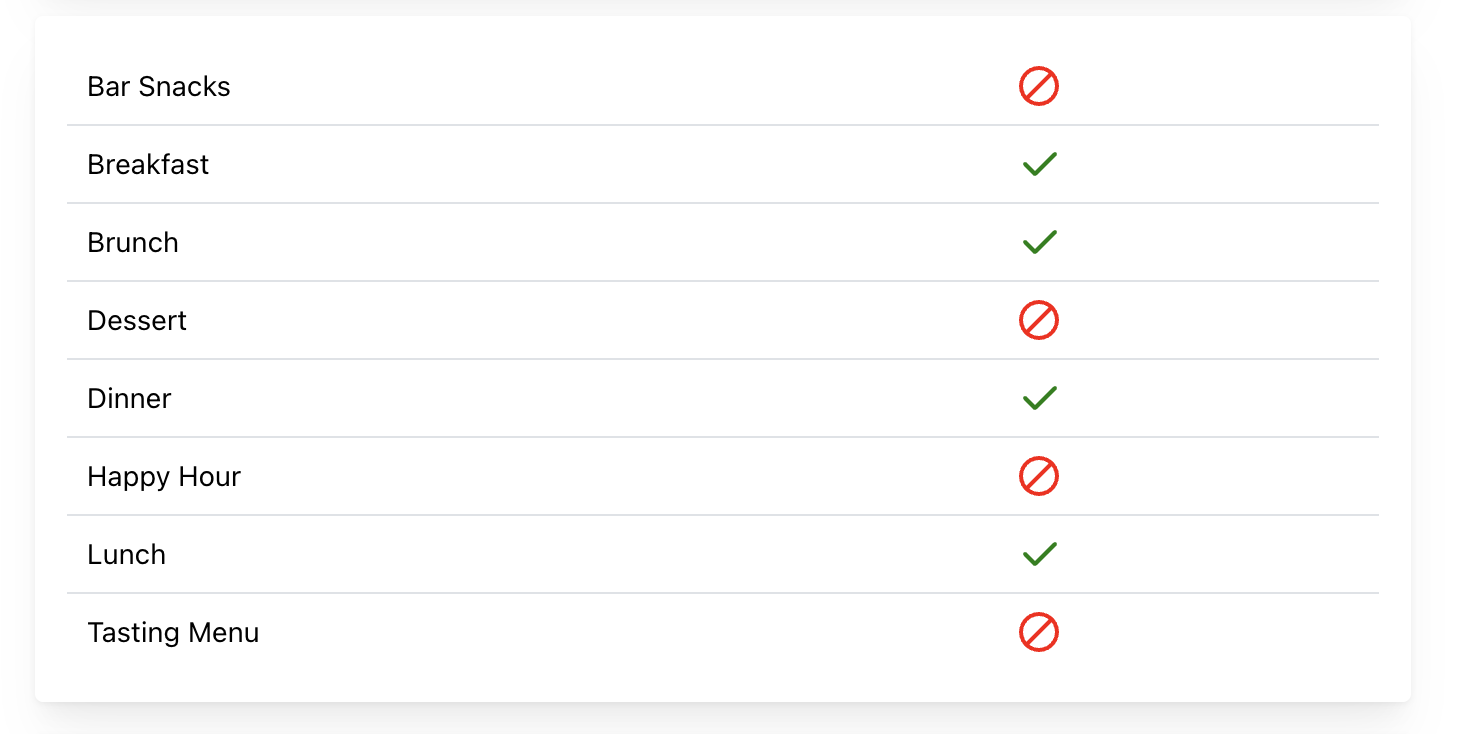 Bar Snacks
Breakfast
Brunch
Dessert
Dinner
Happy Hour
Lunch
Tasting Menu